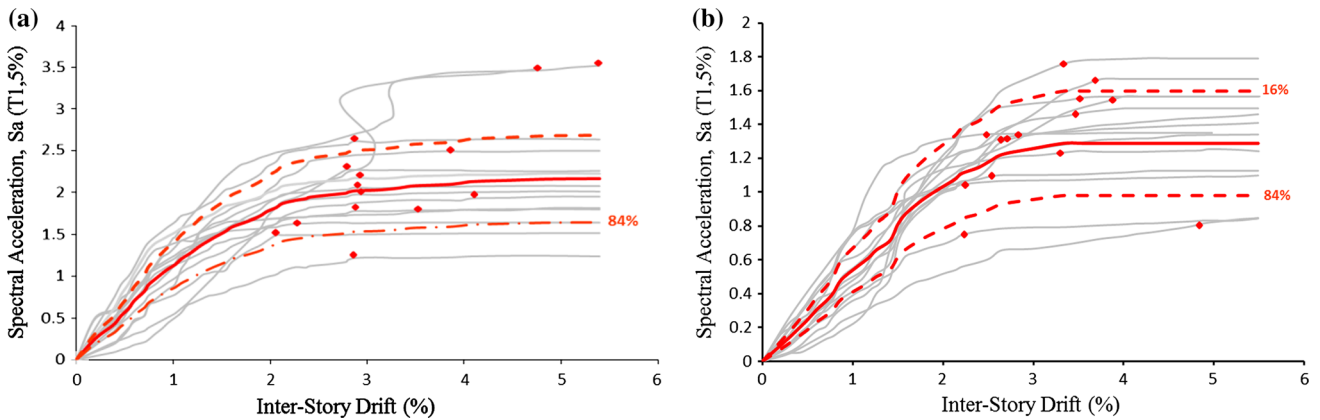 (a)
Spectral Acceleration, Sa (T1,5%)
4
3.5
3
2.5
2
1.5
1
0.5
0
0 1 2 3 4 5 6
Inter-Story Drift (%)
84%
(b)
Spectral Acceleration, Sa (T1,5%)
2
1.8
1.6
1.4
1.2
1
0.8
0.6
0.4
0.2
0
0 1 2 3 4 5 6
Inter-Story Drift (%)
16%
84%